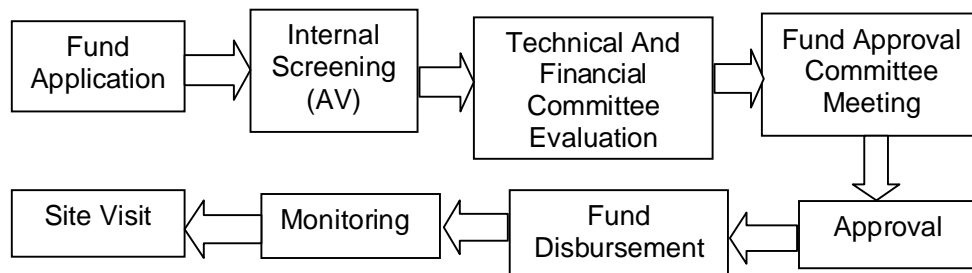 Fund
Application
Internal
Screening
(AV)
Technical And
Financial
Committee
Evaluation
Fund Approval
Committee
Meeting
Approval
Fund
Disbursement
Monitoring
Site Visit